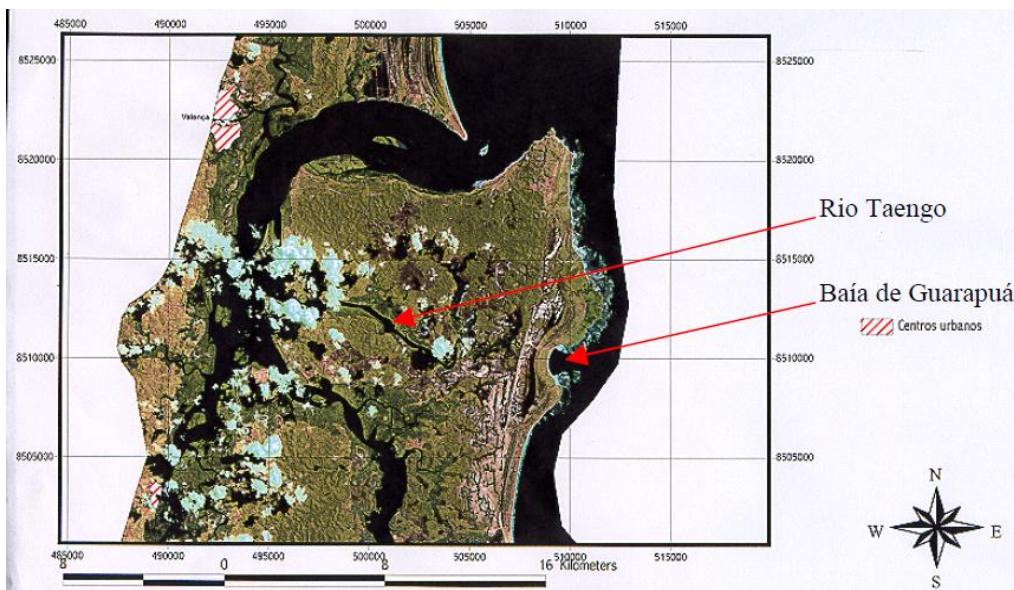 485000 490000 495000 500000 505000 510000 515000
8525000 8525000
Valença
8520000 8520000
Rio Taengo
8515000 8515000
Baía de Guarapuá
Centros urbanos
8510000 8510000
8505000 8505000
N
W E
S
485000 490000 495000 500000 505000 510000 515000
8 0 8 16 Kilometers